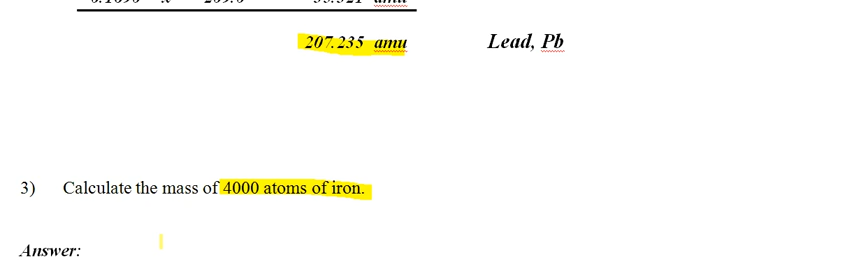 207.235 amu Lead, Pb
3) Calculate the mass of 4000 atoms of iron.
Answer: